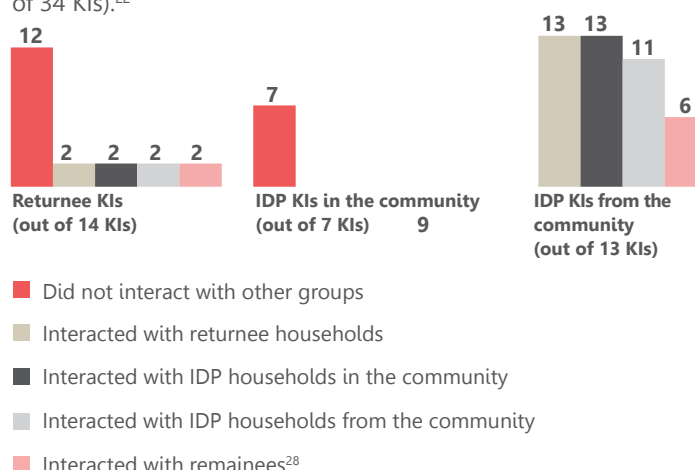 of 34 KIs).²²
12
2 2 2 2
Returnee KIs
(out of 14 KIs)
7
IDP KIs in the community
(out of 7 KIs) 9
13 13
11
6
IDP KIs from the
community
(out of 13 KIs)
Did not interact with other groups
Interacted with returnee households
Interacted with IDP households in the community
Interacted with IDP households from the community
Interacted with remainees²⁸